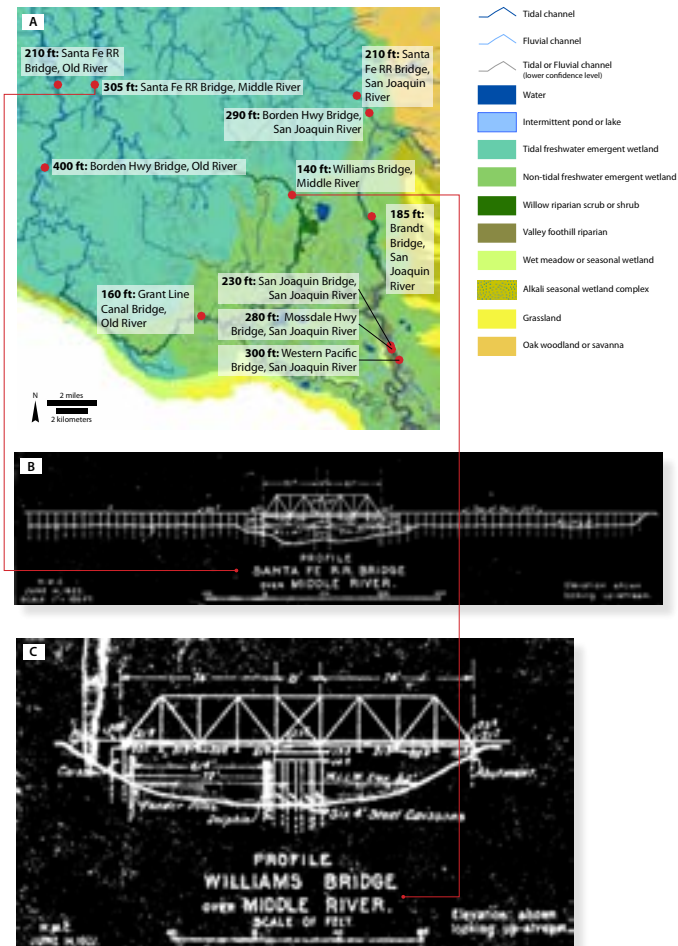 A
210 ft: Santa Fe RR
Bridge, Old River
305 ft: Santa Fe RR Bridge, Middle River
210 ft: Santa
Fe RR
Bridge,
San Joaquin
River
290 ft: Borden Hwy Bridge,
San Joaquin River
400 ft: Borden Hwy Bridge, Old River
140 ft: Williams Bridge,
Middle River
185 ft:
Brandt
Bridge,
San
Joaquin
River
230 ft: San Joaquin Bridge,
San Joaquin River
160 ft: Grant Line
Canal Bridge,
Old River
280 ft: Mossdale Hwy
Bridge, San Joaquin River
300 ft: Western Pacific
Bridge, San Joaquin River
N
2 miles
2 kilometers
Tidal channel
Fluvial channel
Tidal or Fluvial channel
(lower confidence level)
Water
Intermittent pond or lake
Tidal freshwater emergent wetland
Non-tidal freshwater emergent wetland
Willow riparian scrub or shrub
Valley foothill riparian
Wet meadow or seasonal wetland
Alkali seasonal wetland complex
Grassland
Oak woodland or savanna
B
PROFILE
SANTA FE R.R. BRIDGE
OVER MIDDLE RIVER.
Elevation shown
looking up-stream
C
Abutment
Dolphin
Six 4" Steel Caissons
PROFILE
WILLIAMS BRIDGE
OVER MIDDLE RIVER.
SCALE OF FEET
Elevation shown
looking up-stream